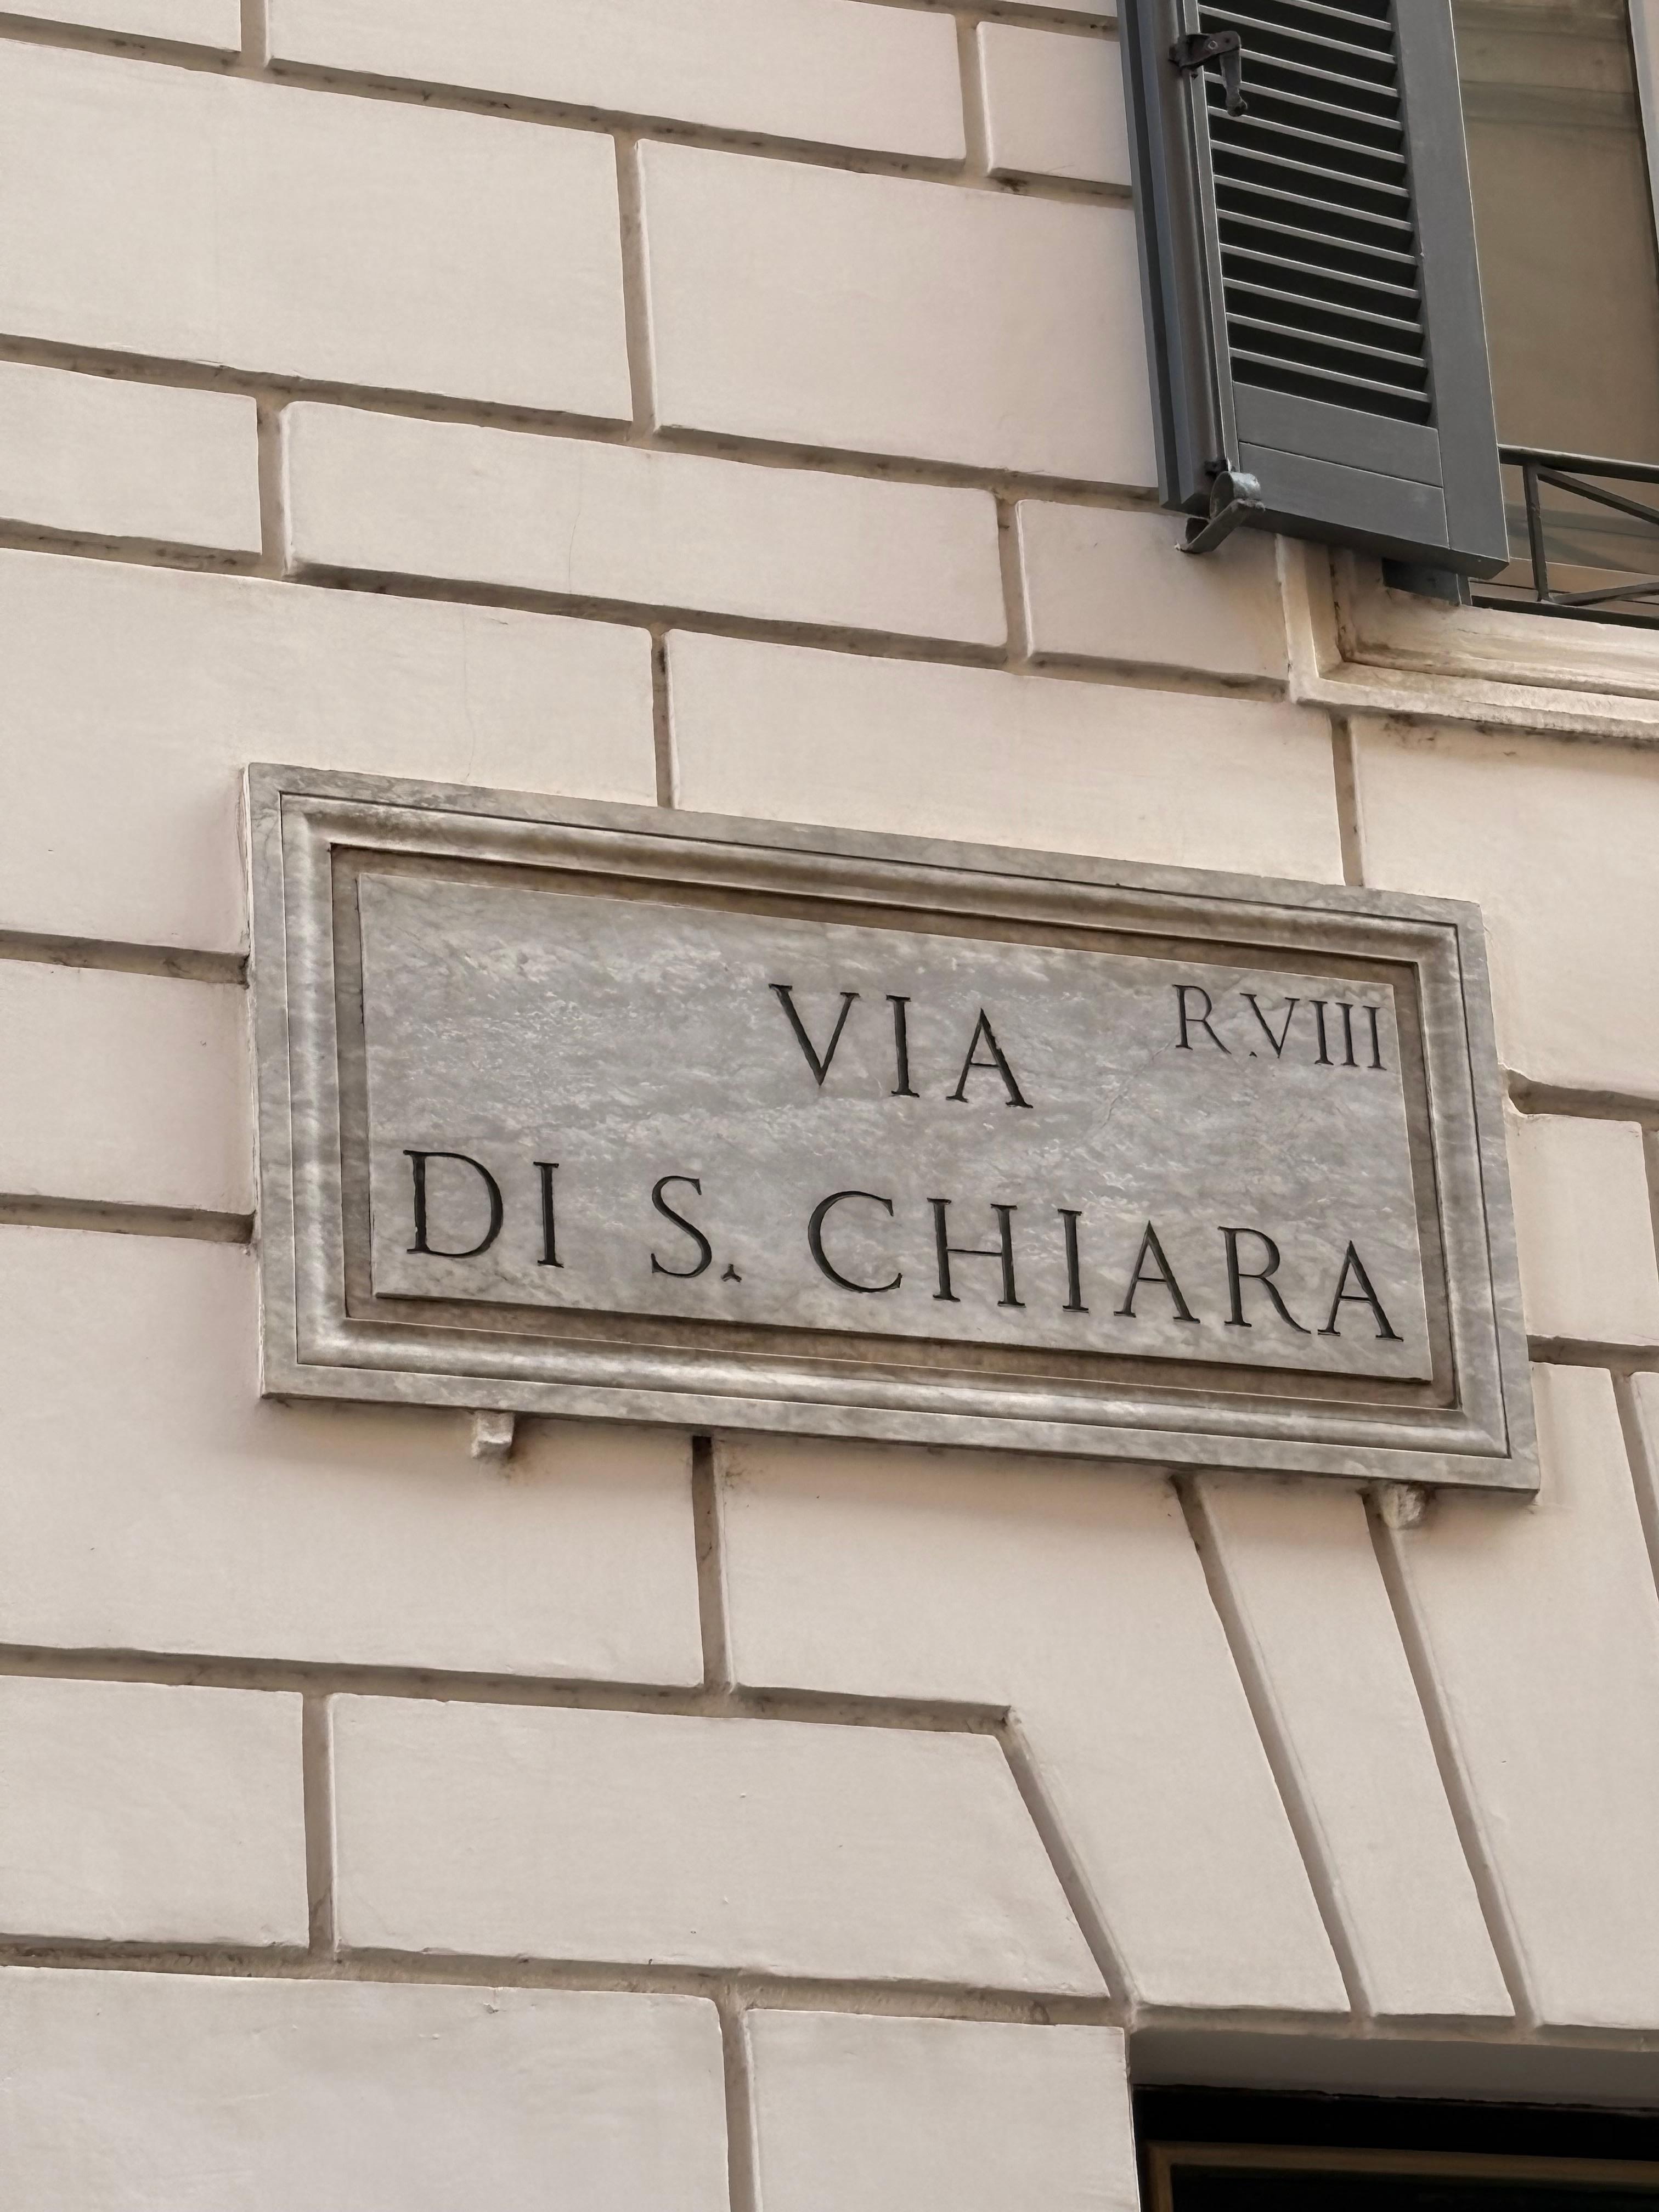 VIA R.VIII
DI S. CHIARA